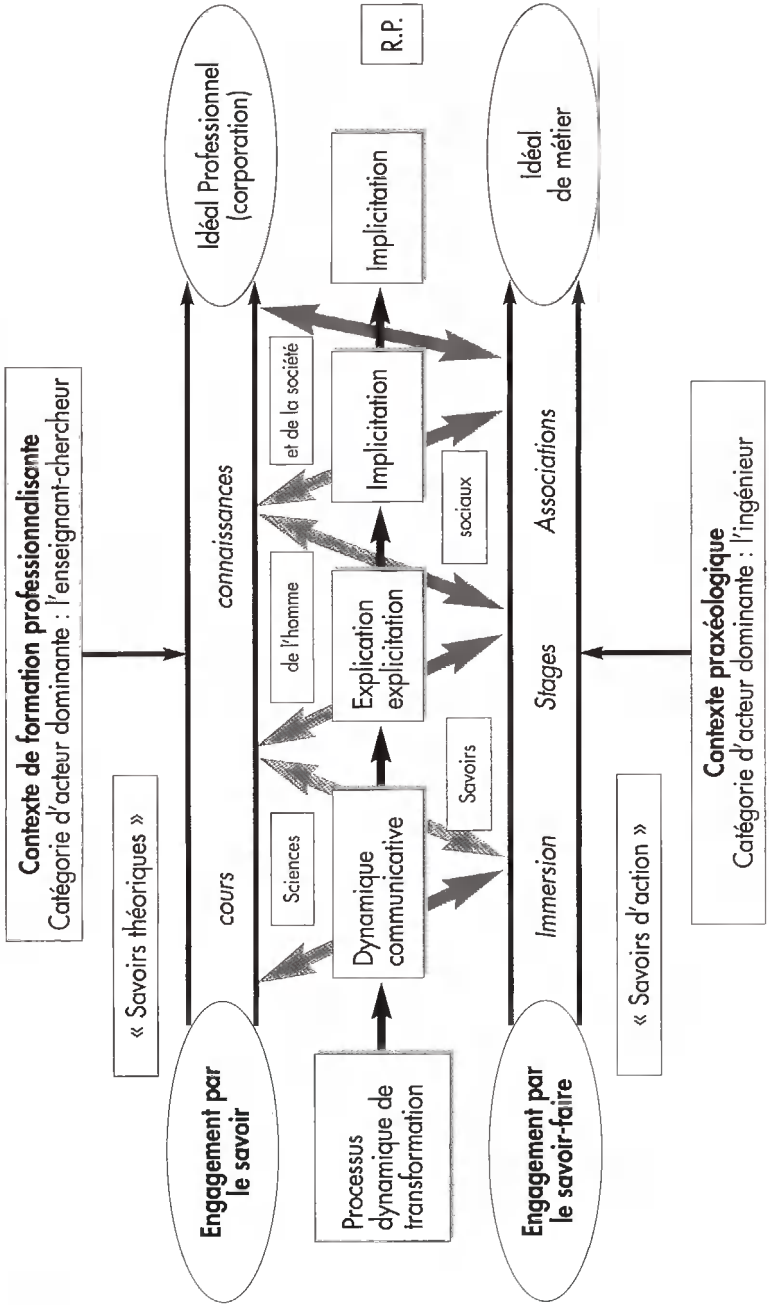 Contexte de formation professionnalisante
Catégorie d'acteur dominante : l'enseignant-chercheur
« Savoirs théoriques »
Engagement par
le savoir
cours
connaissances
Idéal Professionnel
(corporation)
Sciences
de l'homme
et de la société
Processus
dynamique de
transformation
Dynamique
communicative
Explication
explicitation
Implicitation
Implicitation
R.P.
Savoirs
sociaux
Engagement par
le savoir-faire
Immersion
Stages
Associations
Idéal
de métier
« Savoirs d'action »
Contexte praxéologique
Catégorie d'acteur dominante : l'ingénieur